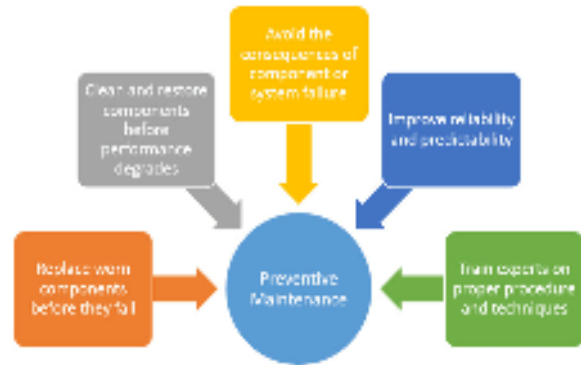 Avoid the
consequences of
component or
system failure
Clean and restore
components
before
performance
degrades
Improve reliability
and predictability
Replace worn
components
before they fail
Preventive
Maintenance
Train experts on
proper procedure
and techniques